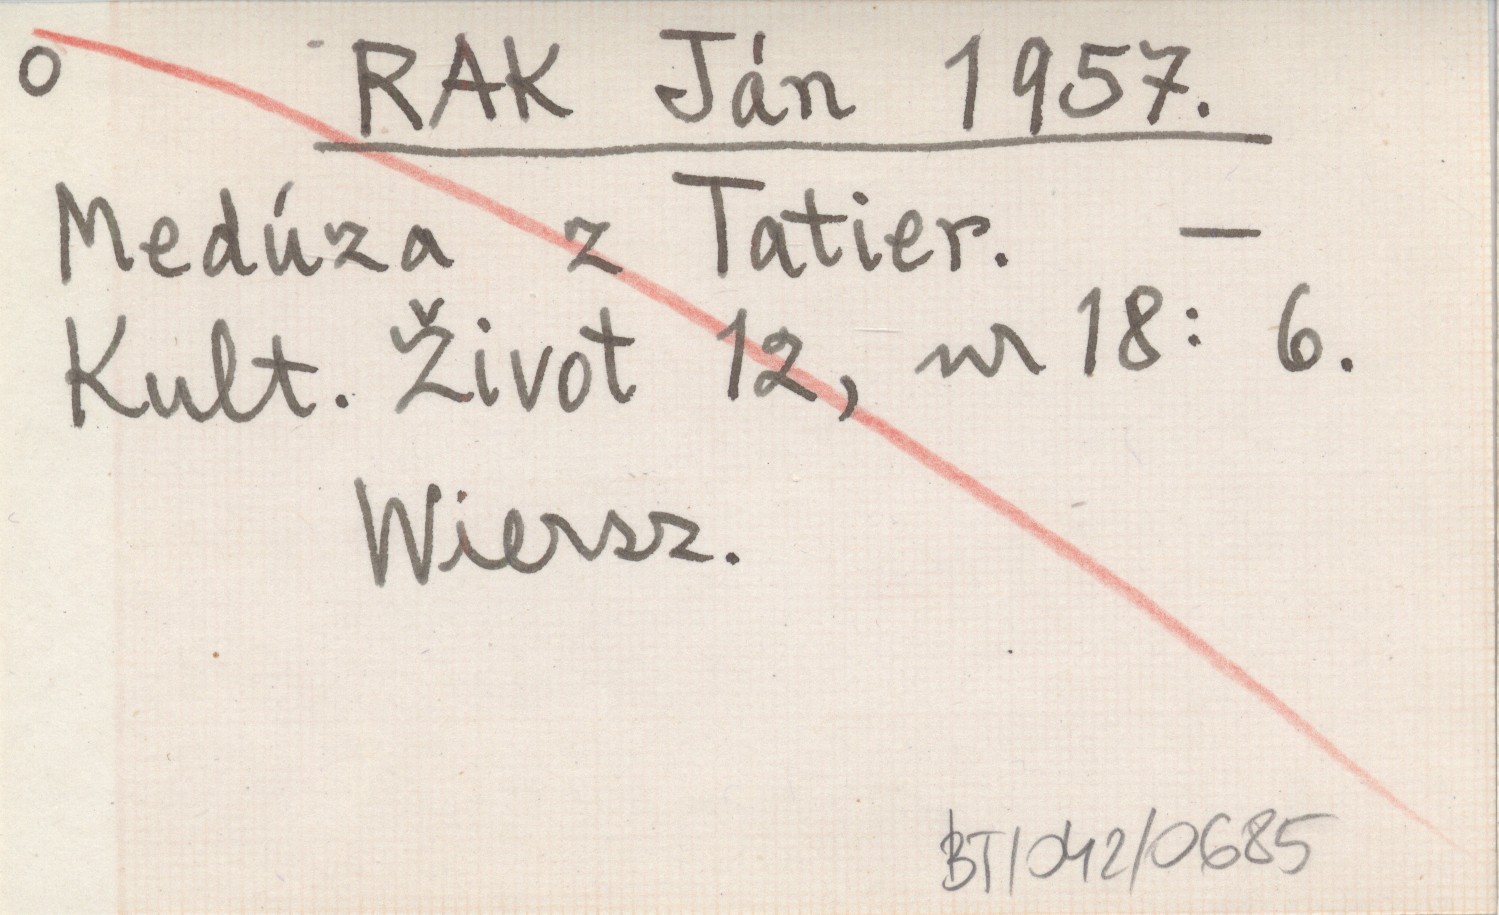 O RAK Ján 1957.
Medúza z Tatier. —
Kult. Život 12, nr 18: 6.
Wiersz.
BT/042/0685